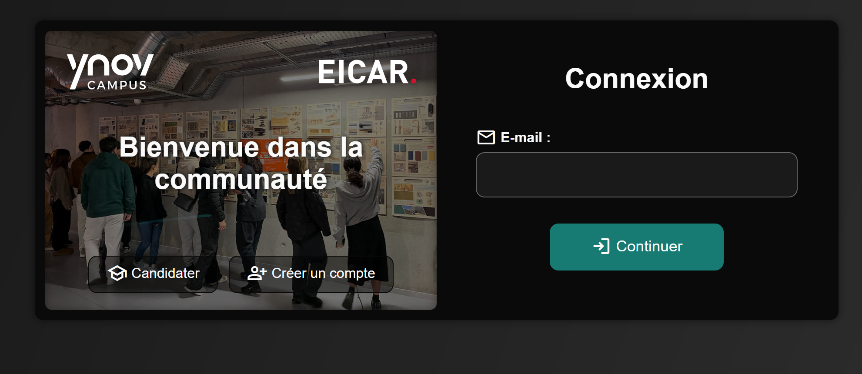 ynov
CAMPUS
EICAR.
Bienvenue dans la
communauté
Candidater
Créer un compte
Connexion
E-mail :
Continuer